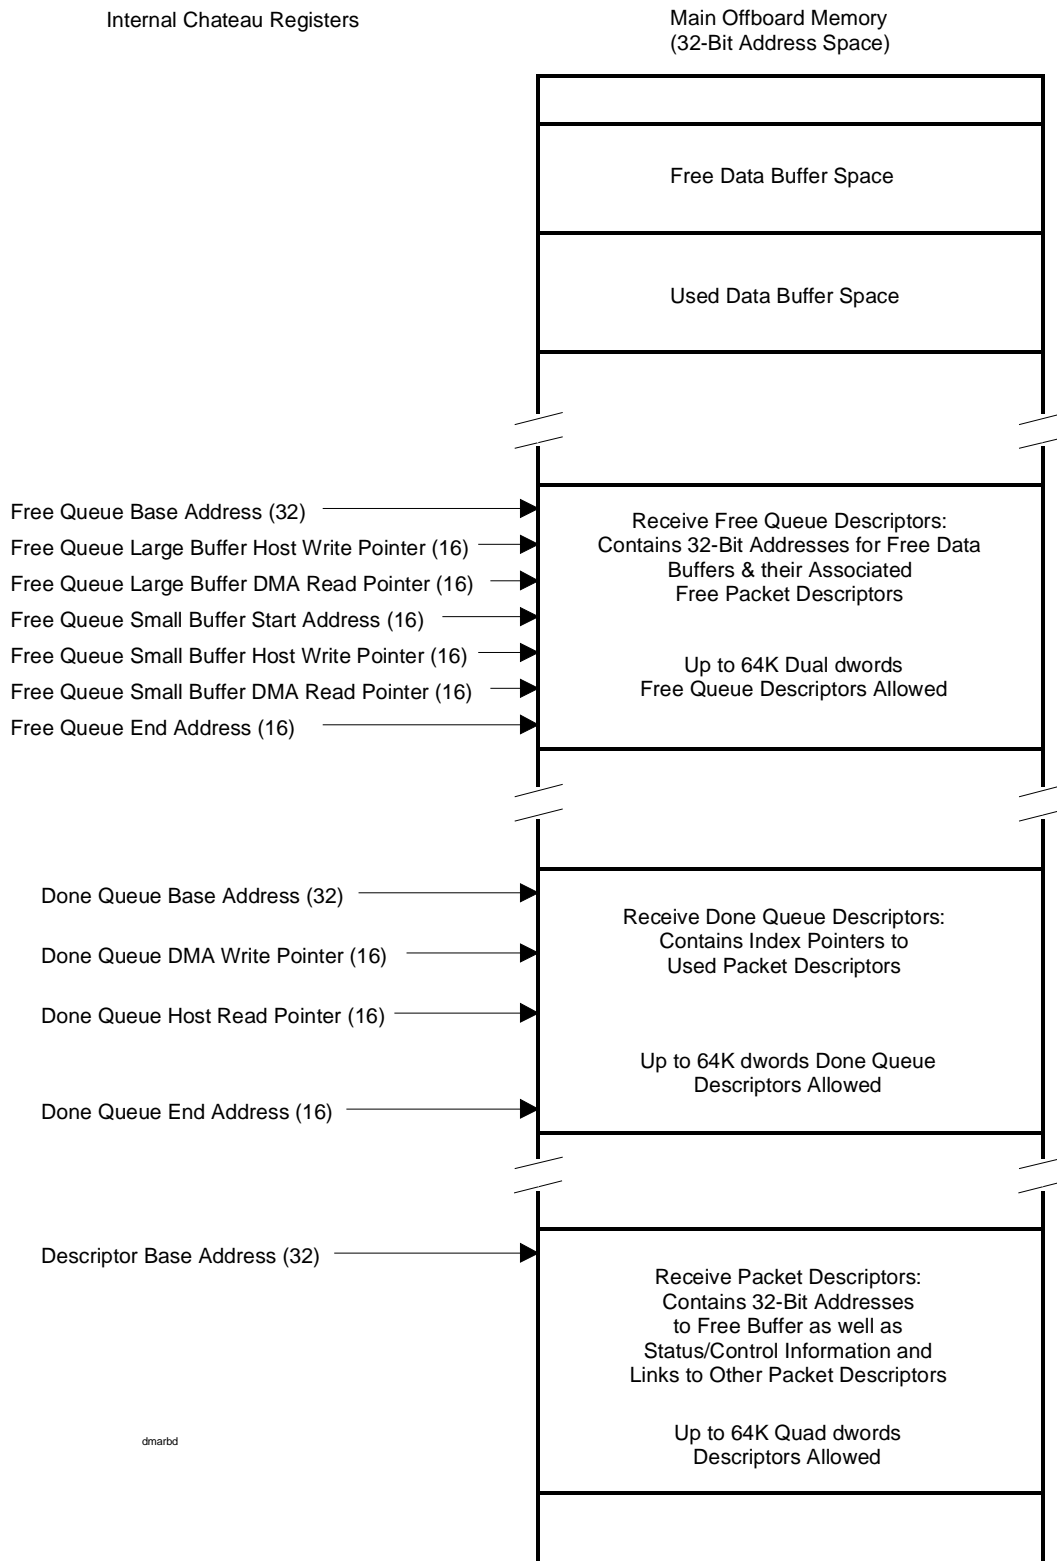 Internal Chateau Registers
Main Offboard Memory
(32-Bit Address Space)
Free Data Buffer Space
Used Data Buffer Space
Free Queue Base Address (32)
Free Queue Large Buffer Host Write Pointer (16)
Free Queue Large Buffer DMA Read Pointer (16)
Free Queue Small Buffer Start Address (16)
Free Queue Small Buffer Host Write Pointer (16)
Free Queue Small Buffer DMA Read Pointer (16)
Free Queue End Address (16)
Receive Free Queue Descriptors:
Contains 32-Bit Addresses for Free Data
Buffers & their Associated
Free Packet Descriptors
Up to 64K Dual dwords
Free Queue Descriptors Allowed
Done Queue Base Address (32)
Done Queue DMA Write Pointer (16)
Done Queue Host Read Pointer (16)
Done Queue End Address (16)
Receive Done Queue Descriptors:
Contains Index Pointers to
Used Packet Descriptors
Up to 64K dwords Done Queue
Descriptors Allowed
Descriptor Base Address (32)
Receive Packet Descriptors:
Contains 32-Bit Addresses
to Free Buffer as well as
Status/Control Information and
Links to Other Packet Descriptors
Up to 64K Quad dwords
Descriptors Allowed
dmarbd